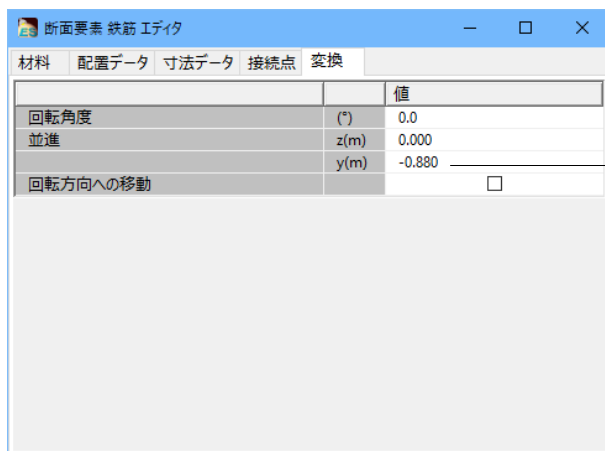 ES 断面要素 鉄筋 エディタ
材料 配置データ 寸法データ 接続点 変換
値
回転角度 (°) 0.0
並進 z(m) 0.000
y(m) -0.880
回転方向への移動